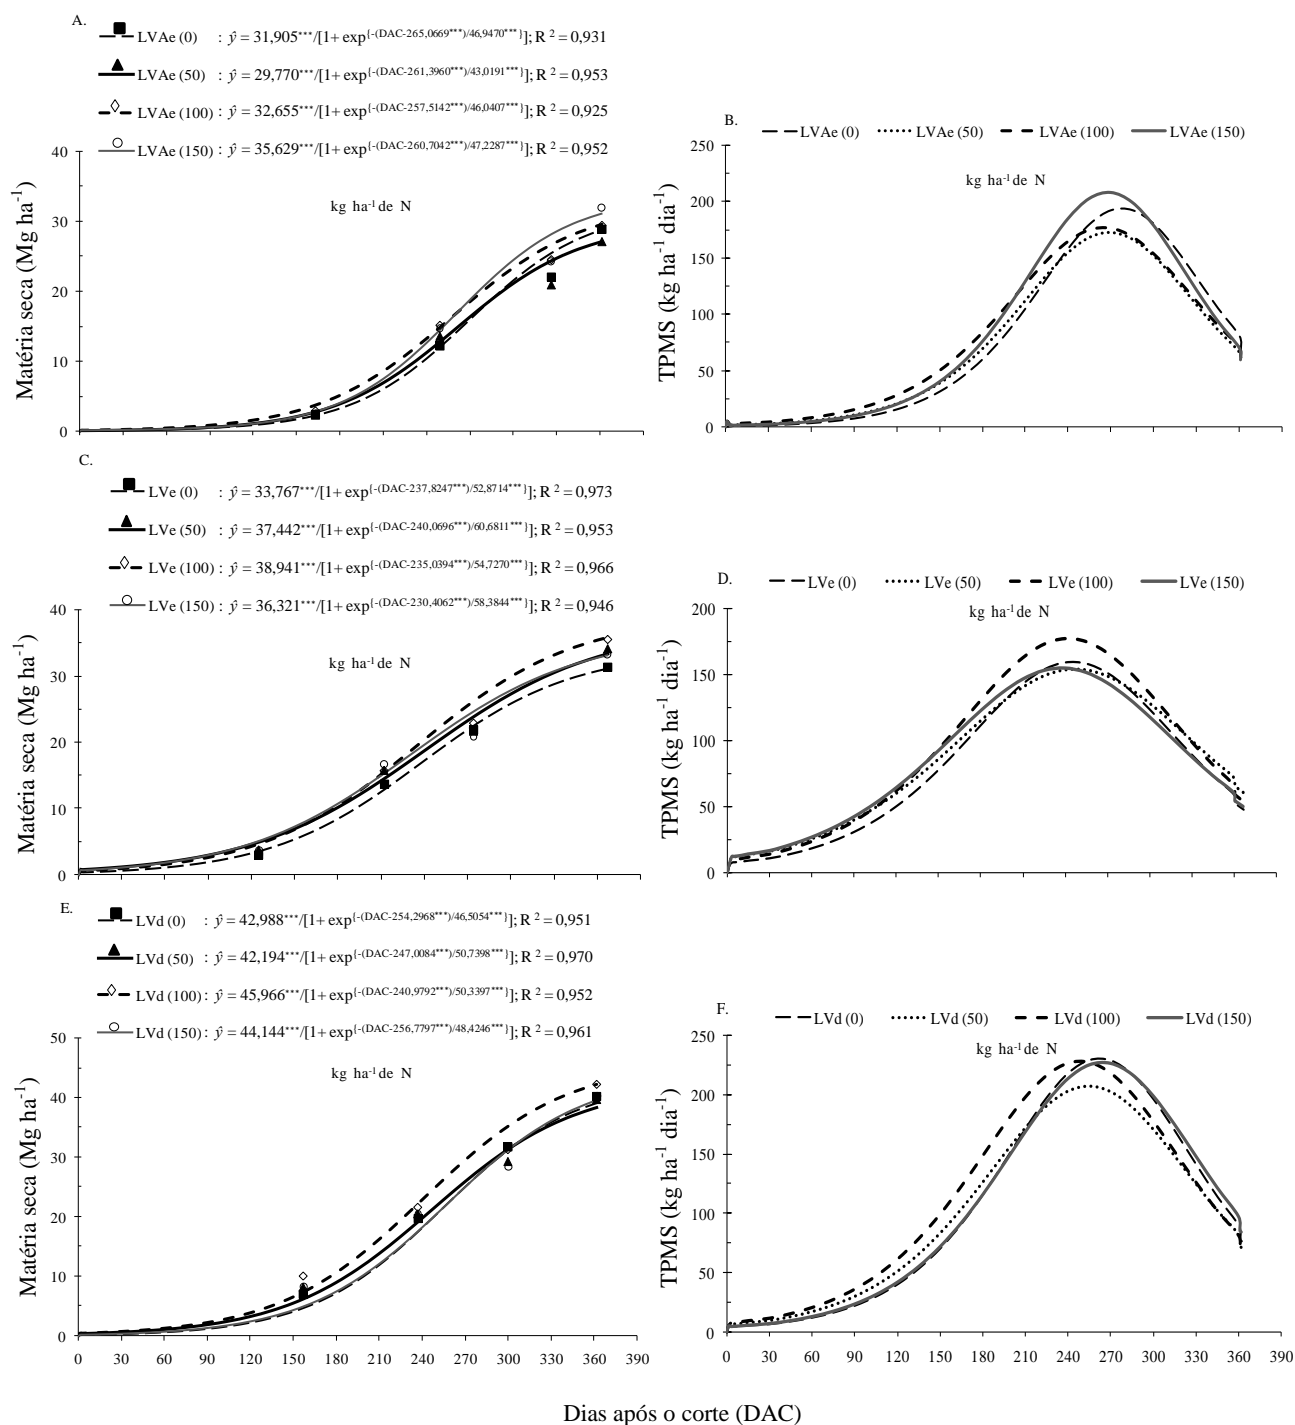 A.
LVAe (0) : ŷ = 31,905***/[1+ exp{-(DAC-265,0669***)/46,9470***}]; R² = 0,931
LVAe (50) : ŷ = 29,770***/[1+ exp{-(DAC-261,3960***)/43,0191***}]; R² = 0,953
LVAe (100) : ŷ = 32,655***/[1+ exp{-(DAC-257,5142***)/46,0407***}]; R² = 0,925
LVAe (150) : ŷ = 35,629***/[1+ exp{-(DAC-260,7042***)/47,2287***}]; R² = 0,952
kg ha⁻¹ de N
Matéria seca (Mg ha⁻¹)
40
30
20
10
0
B.
LVAe (0) LVAe (50) LVAe (100) LVAe (150)
kg ha⁻¹ de N
TPMS (kg ha⁻¹ dia⁻¹)
250
200
150
100
50
0
C.
LVe (0) : ŷ = 33,767***/[1+ exp{-(DAC-237,8247***)/52,8714***}]; R² = 0,973
LVe (50) : ŷ = 37,442***/[1+ exp{-(DAC-240,0696***)/60,6811***}]; R² = 0,953
LVe (100) : ŷ = 38,941***/[1+ exp{-(DAC-235,0394***)/54,7270***}]; R² = 0,966
LVe (150) : ŷ = 36,321***/[1+ exp{-(DAC-230,4062***)/58,3844***}]; R² = 0,946
kg ha⁻¹ de N
Matéria seca (Mg ha⁻¹)
40
30
20
10
0
D.
LVe (0) LVe (50) LVe (100) LVe (150)
kg ha⁻¹ de N
TPMS (kg ha⁻¹ dia⁻¹)
200
150
100
50
0
E.
LVd (0) : ŷ = 42,988***/[1+ exp{-(DAC-254,2968***)/46,5054***}]; R² = 0,951
LVd (50) : ŷ = 42,194***/[1+ exp{-(DAC-247,0084***)/50,7398***}]; R² = 0,970
LVd (100) : ŷ = 45,966***/[1+ exp{-(DAC-240,9792***)/50,3397***}]; R² = 0,952
LVd (150) : ŷ = 44,144***/[1+ exp{-(DAC-256,7797***)/48,4246***}]; R² = 0,961
kg ha⁻¹ de N
Matéria seca (Mg ha⁻¹)
50
40
30
20
10
0
0 30 60 90 120 150 180 210 240 270 300 330 360 390
F.
LVd (0) LVd (50) LVd (100) LVd (150)
kg ha⁻¹ de N
TPMS (kg ha⁻¹ dia⁻¹)
250
200
150
100
50
0
0 30 60 90 120 150 180 210 240 270 300 330 360 390
Dias após o corte (DAC)